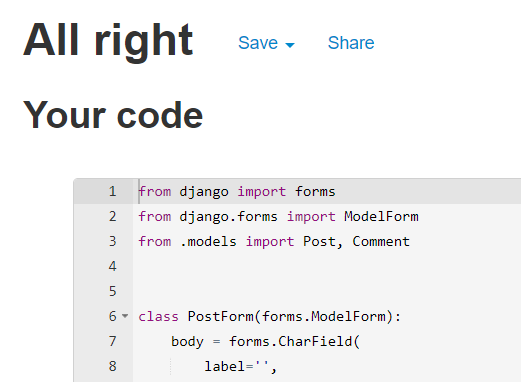 All right Save Share
Your code
1 from django import forms
2 from django.forms import ModelForm
3 from .models import Post, Comment
4
5
6 class PostForm(forms.ModelForm):
7     body = forms.CharField(
8         label='',